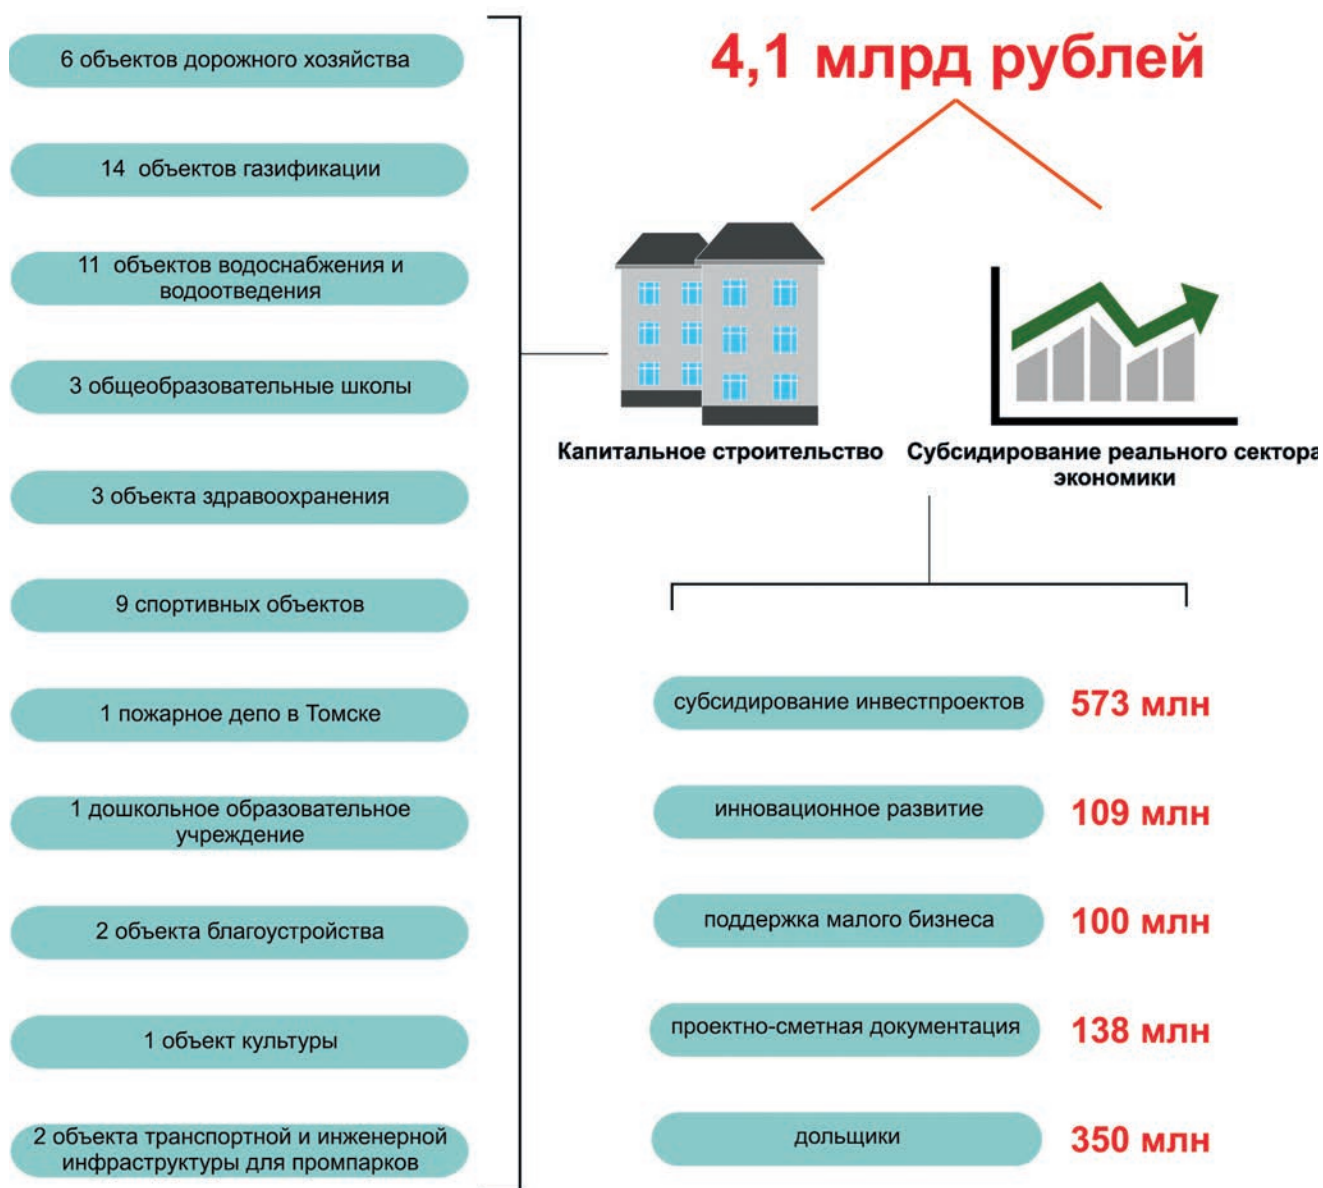 4,1 млрд рублей
Капитальное строительство
6 объектов дорожного хозяйства
14 объектов газификации
11 объектов водоснабжения и
водоотведения
3 общеобразовательные школы
3 объекта здравоохранения
9 спортивных объектов
1 пожарное депо в Томске
1 дошкольное образовательное
учреждение
2 объекта благоустройства
1 объект культуры
2 объекта транспортной и инженерной
инфраструктуры для промпарков
Субсидирование реального сектора
экономики
субсидирование инвестпроектов 573 млн
инновационное развитие 109 млн
поддержка малого бизнеса 100 млн
проектно-сметная документация 138 млн
дольщики 350 млн